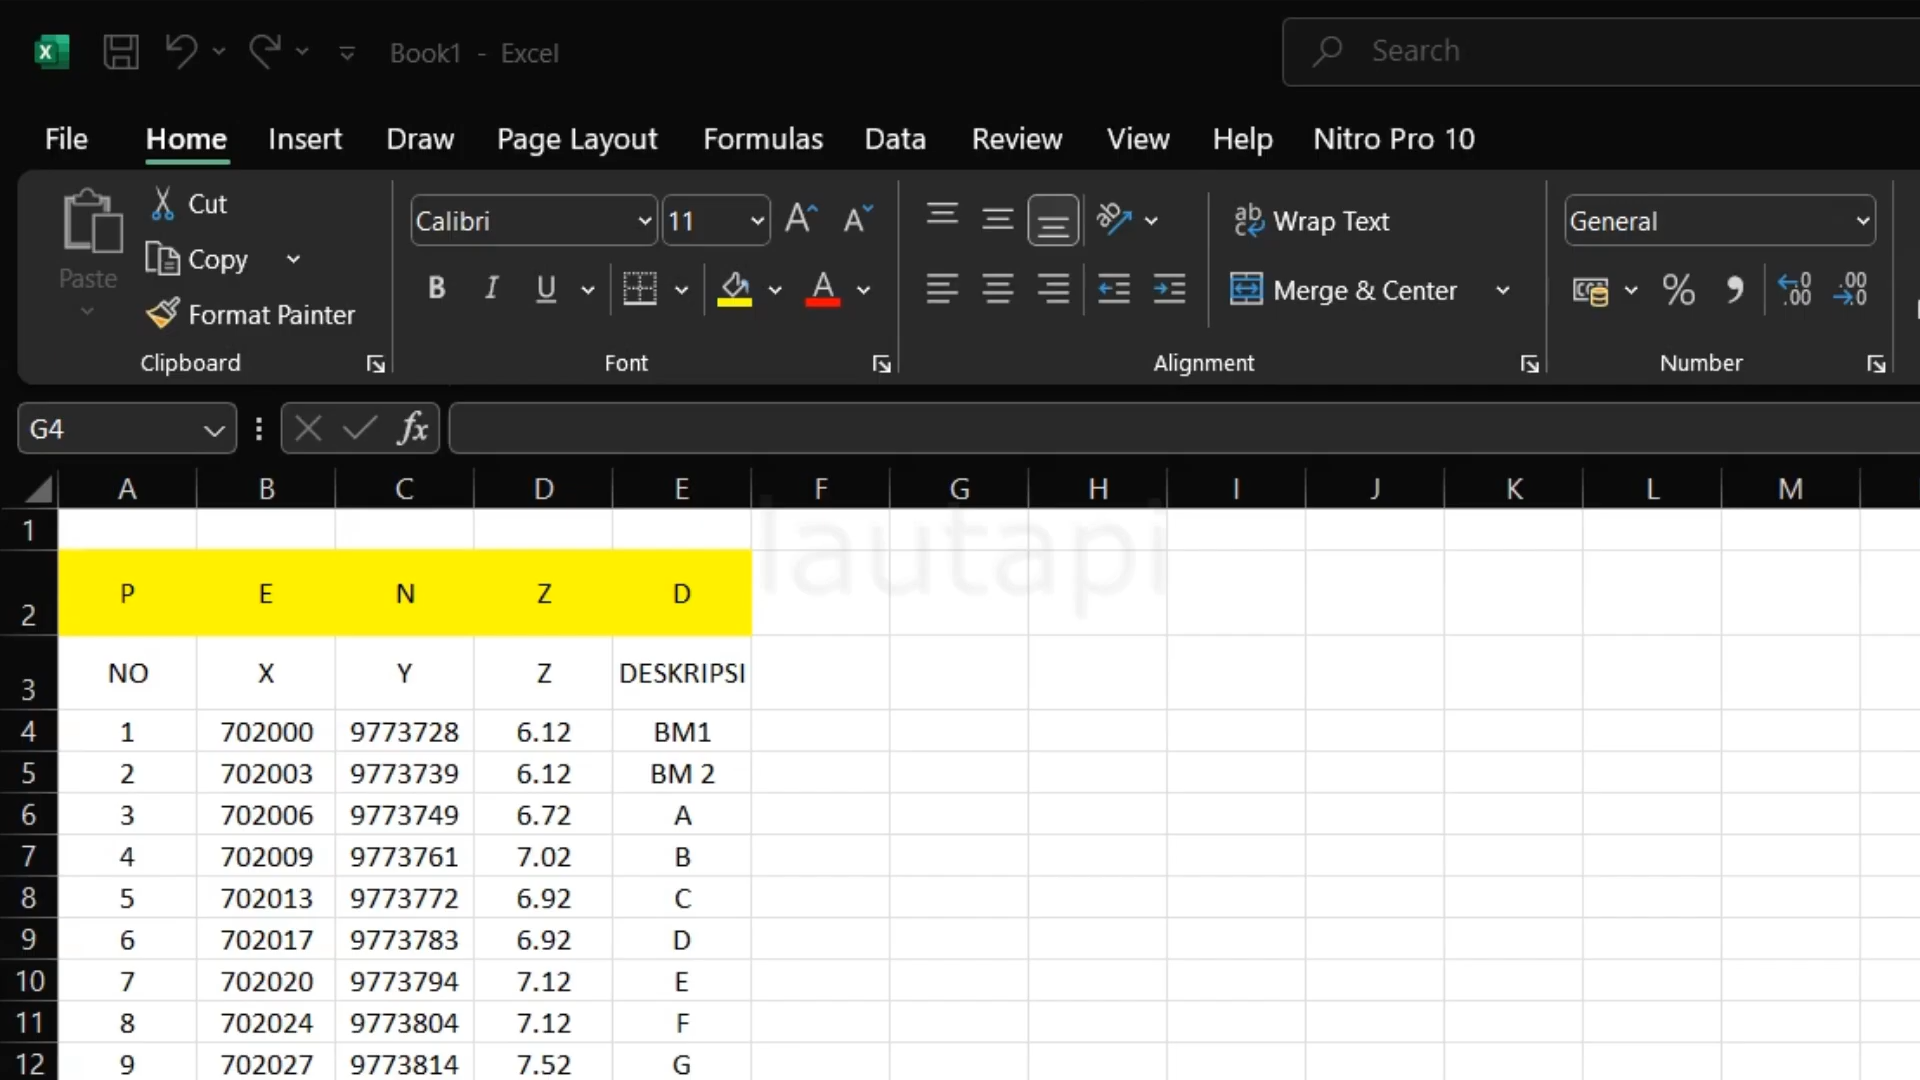 Book1 - Excel
Search
File Home Insert Draw Page Layout Formulas Data Review View Help Nitro Pro 10
Paste
Cut
Copy
Format Painter
Clipboard
Calibri 11
B I U
Font
Wrap Text
Merge & Center
Alignment
General
Number
G4
fx
A B C D E F G H I J K L M
1
2 P E N Z D
3 NO X Y Z DESKRIPSI
4 1 702000 9773728 6.12 BM1
5 2 702003 9773739 6.12 BM 2
6 3 702006 9773749 6.72 A
7 4 702009 9773761 7.02 B
8 5 702013 9773772 6.92 C
9 6 702017 9773783 6.92 D
10 7 702020 9773794 7.12 E
11 8 702024 9773804 7.12 F
12 9 702027 9773814 7.52 G
lautapi